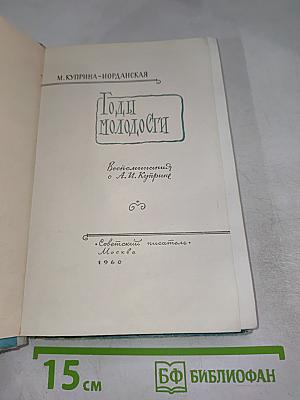 М. КУПРИНА-ИОРДАНСКАЯ
ГОДЫ
МОЛОДОСТИ
Воспоминания
о А. И. Куприне
«Советский писатель»
Москва
1960
15 см
БФ БИБЛИОФАН